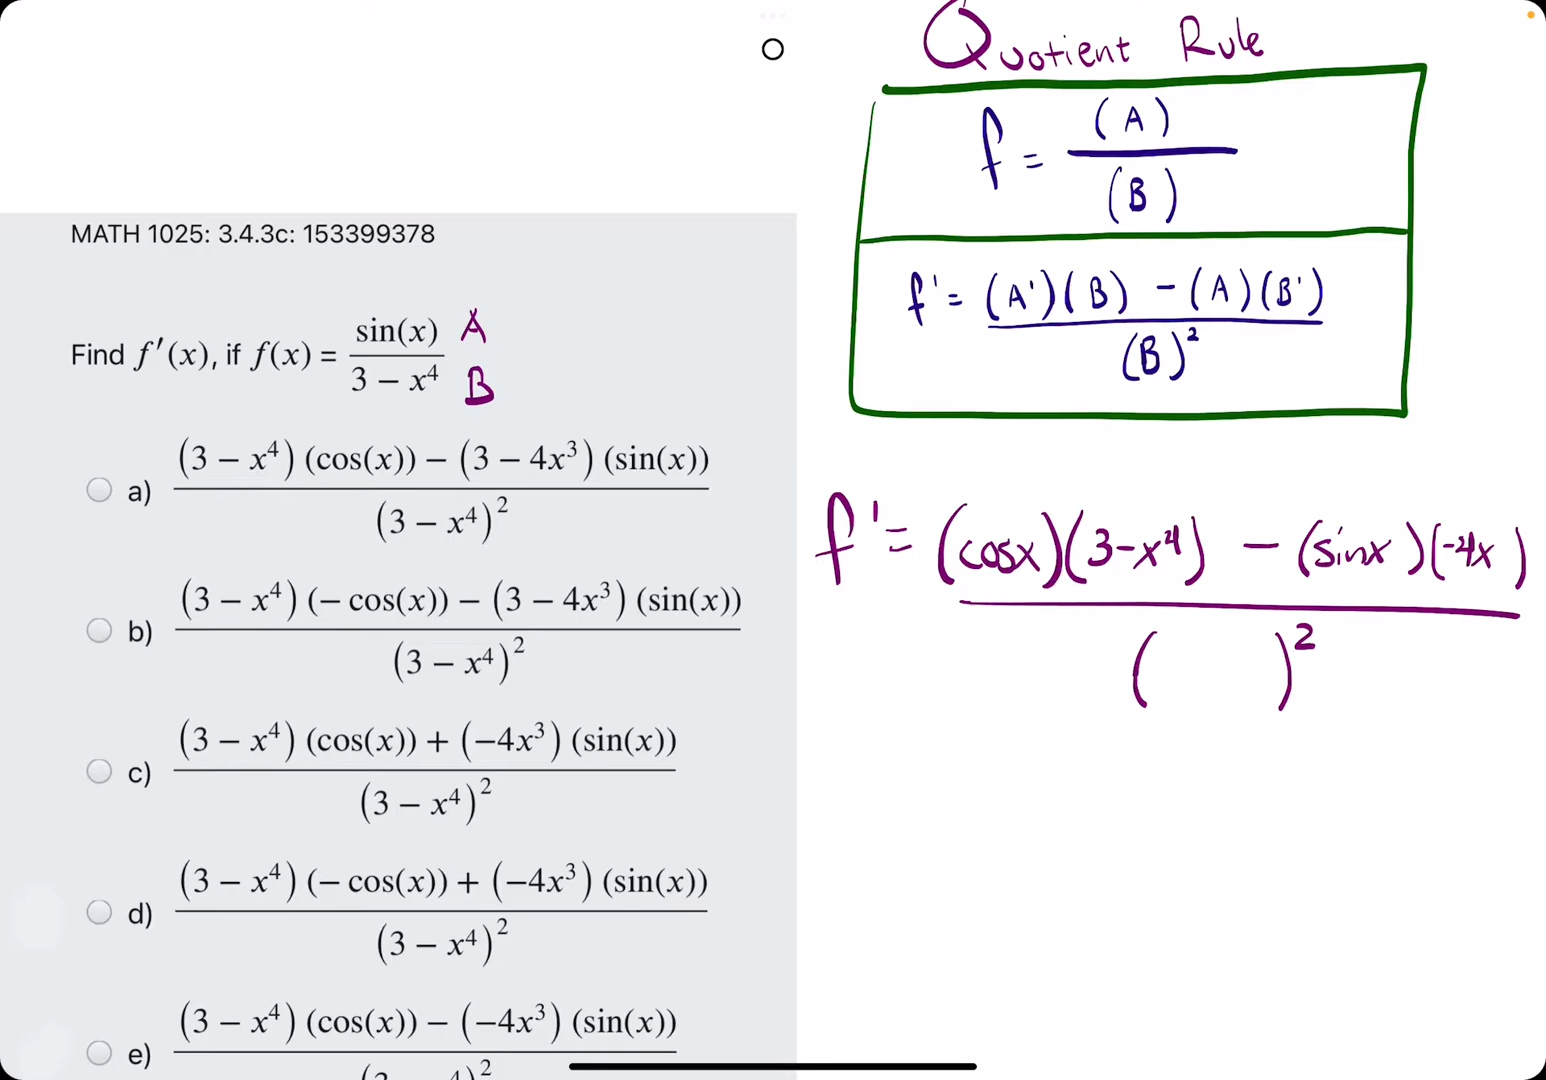 Quotient Rule
f = (A)
(B)
f' = (A')(B) - (A)(B')
(B)²
MATH 1025: 3.4.3c: 153399378
Find f′(x), if f(x) = sin(x) A
3 − x⁴ B
a) (3 − x⁴) (cos(x)) − (3 − 4x³) (sin(x))
(3 − x⁴)²
b) (3 − x⁴) (− cos(x)) − (3 − 4x³) (sin(x))
(3 − x⁴)²
c) (3 − x⁴) (cos(x)) + (−4x³) (sin(x))
(3 − x⁴)²
d) (3 − x⁴) (− cos(x)) + (−4x³) (sin(x))
(3 − x⁴)²
e) (3 − x⁴) (cos(x)) − (−4x³) (sin(x))
f' = (cosx)(3-x⁴) - (sinx)(-4x )
( )²